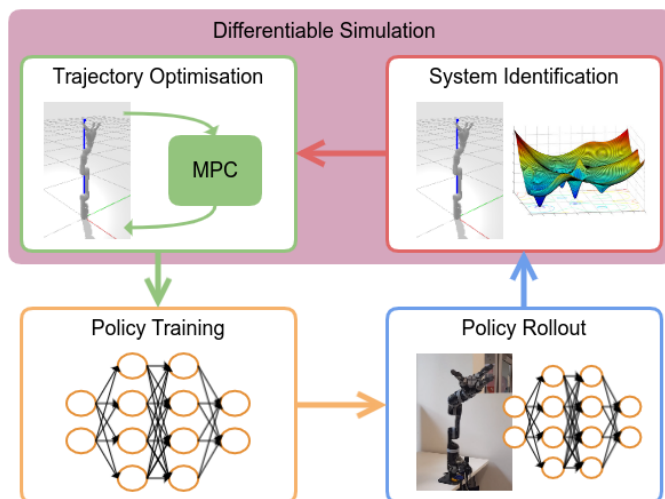 Differentiable Simulation
Trajectory Optimisation
System Identification
MPC
Policy Training
Policy Rollout